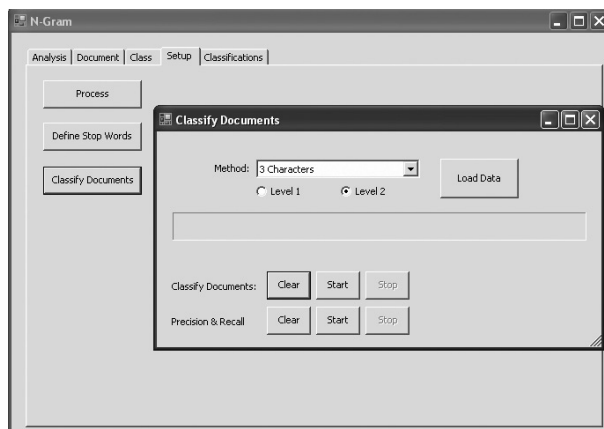 N-Gram
Analysis Document Class Setup Classifications
Process
Define Stop Words
Classify Documents
Classify Documents
Method: 3 Characters
Level 1 Level 2
Load Data
Classify Documents: Clear Start Stop
Precision & Recall Clear Start Stop